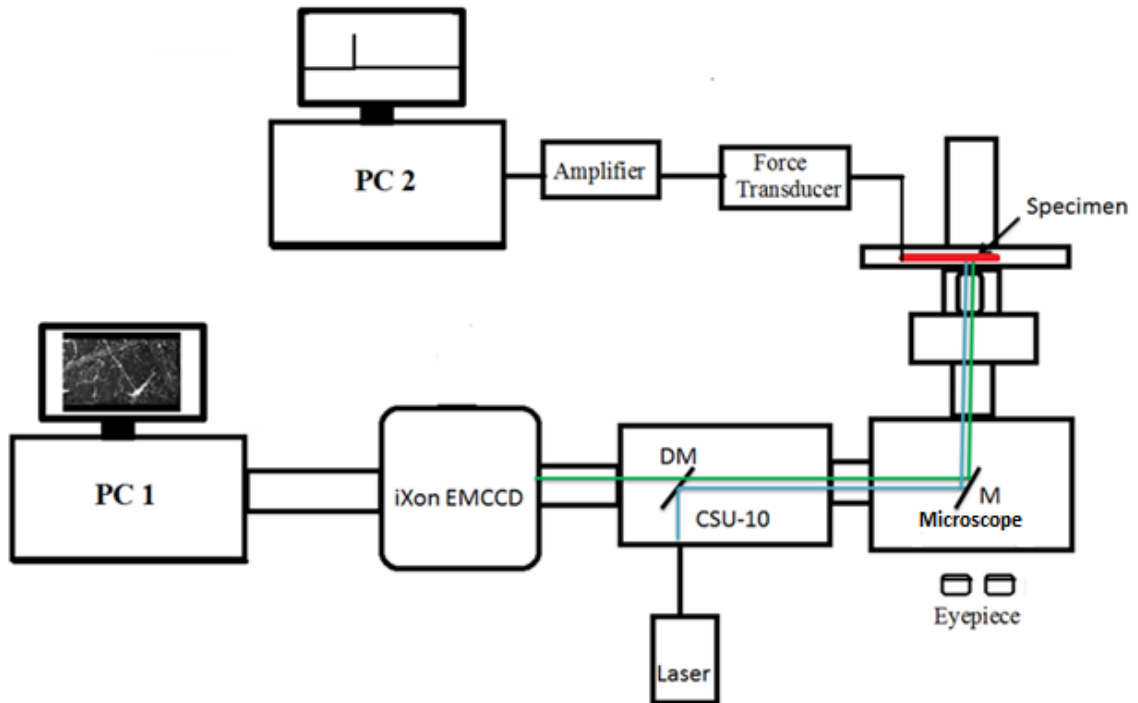 PC 2
Amplifier
Force
Transducer
Specimen
PC 1
iXon EMCCD
DM
CSU-10
M
Microscope
Eyepiece
Laser